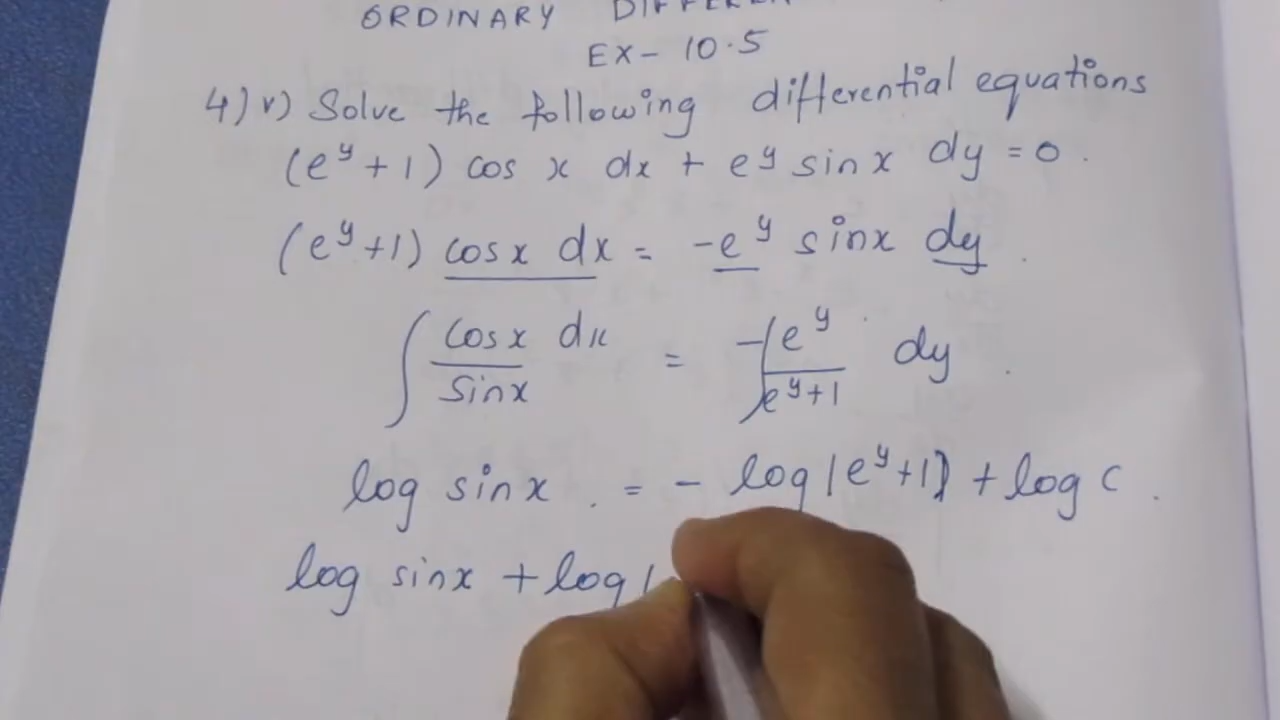 ORDINARY
EX- 10.5
4) v) Solve the following differential equations
(e^y + 1) cos x dx + e^y sin x dy = 0.
(e^y + 1) cos x dx = -e^y sin x dy.
∫ cos x dx / sin x = -∫ e^y / e^y+1 dy.
log sin x. = - log |e^y + 1| + log c.
log sin x + log |